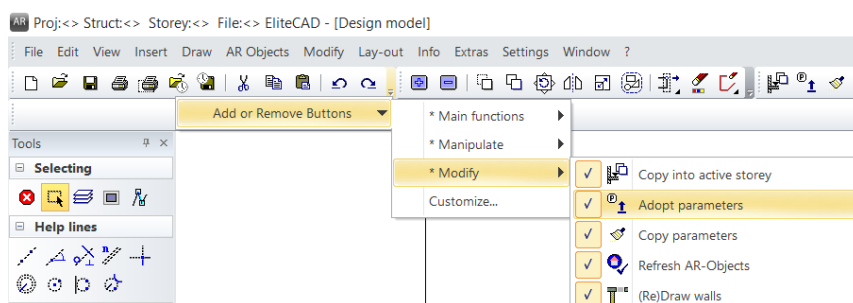 AR Proj:<> Struct:<> Storey:<> File:<> EliteCAD - [Design model]
File Edit View Insert Draw AR Objects Modify Lay-out Info Extras Settings Window ?
Add or Remove Buttons
* Main functions
* Manipulate
* Modify
Customize...
Copy into active storey
Adopt parameters
Copy parameters
Refresh AR-Objects
(Re)Draw walls
Tools
Selecting
Help lines